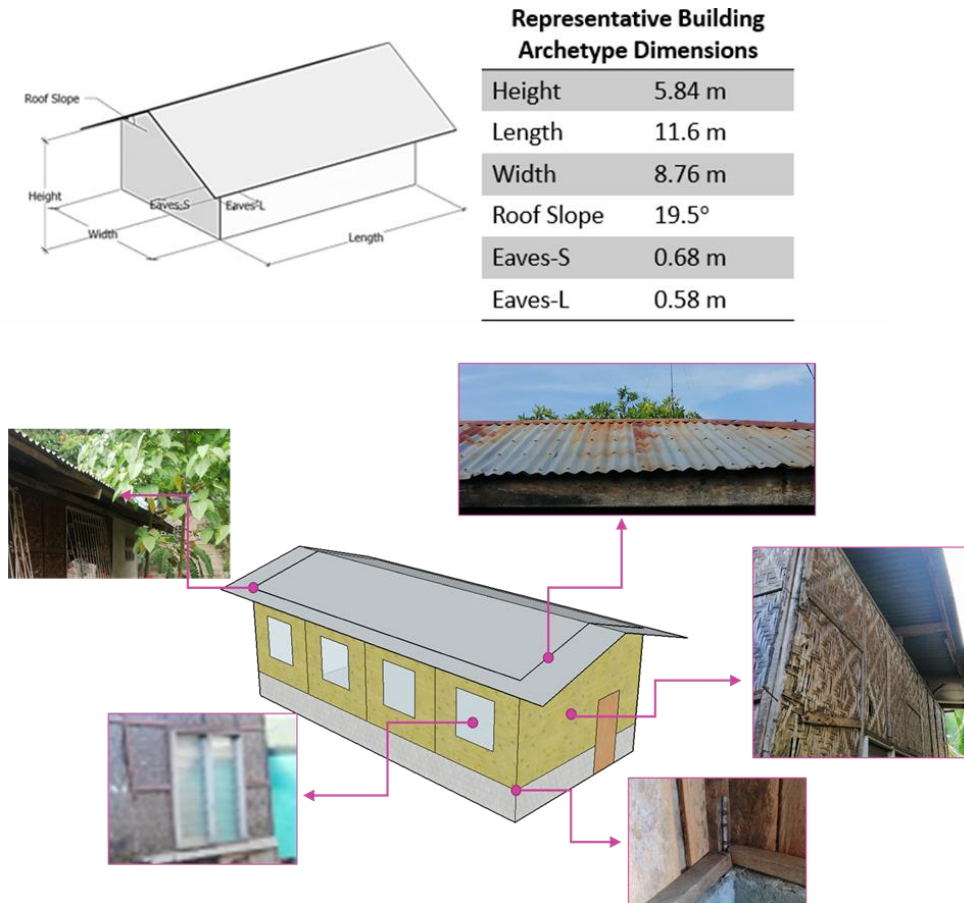 Representative Building
Archetype Dimensions
Roof Slope
Height
Width
Eaves-S
Eaves-L
Length
Height 5.84 m
Length 11.6 m
Width 8.76 m
Roof Slope 19.5°
Eaves-S 0.68 m
Eaves-L 0.58 m